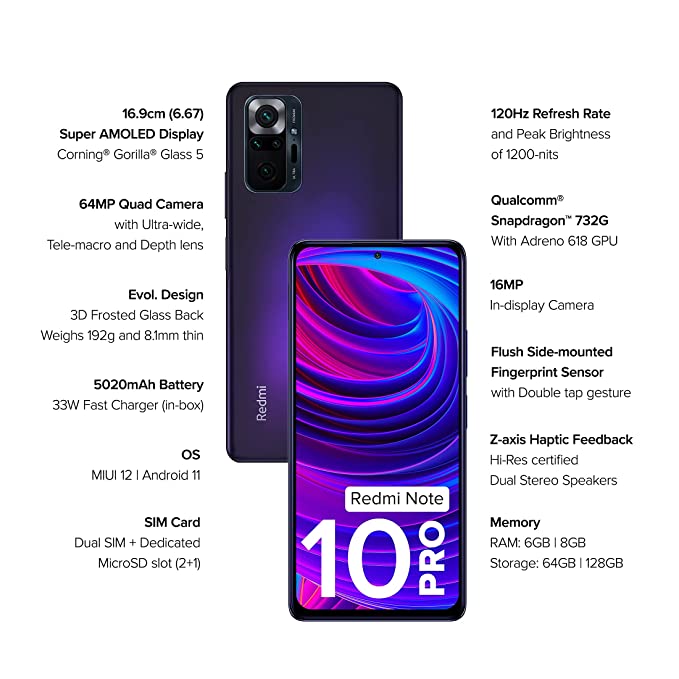 16.9cm (6.67)
Super AMOLED Display
Corning® Gorilla® Glass 5
64MP Quad Camera
with Ultra-wide,
Tele-macro and Depth lens
Evol. Design
3D Frosted Glass Back
Weighs 192g and 8.1mm thin
5020mAh Battery
33W Fast Charger (in-box)
OS
MIUI 12 | Android 11
SIM Card
Dual SIM + Dedicated
MicroSD slot (2+1)
Redmi
Redmi Note
10 PRO
120Hz Refresh Rate
and Peak Brightness
of 1200-nits
Qualcomm®
Snapdragon™ 732G
With Adreno 618 GPU
16MP
In-display Camera
Flush Side-mounted
Fingerprint Sensor
with Double tap gesture
Z-axis Haptic Feedback
Hi-Res certified
Dual Stereo Speakers
Memory
RAM: 6GB | 8GB
Storage: 64GB | 128GB